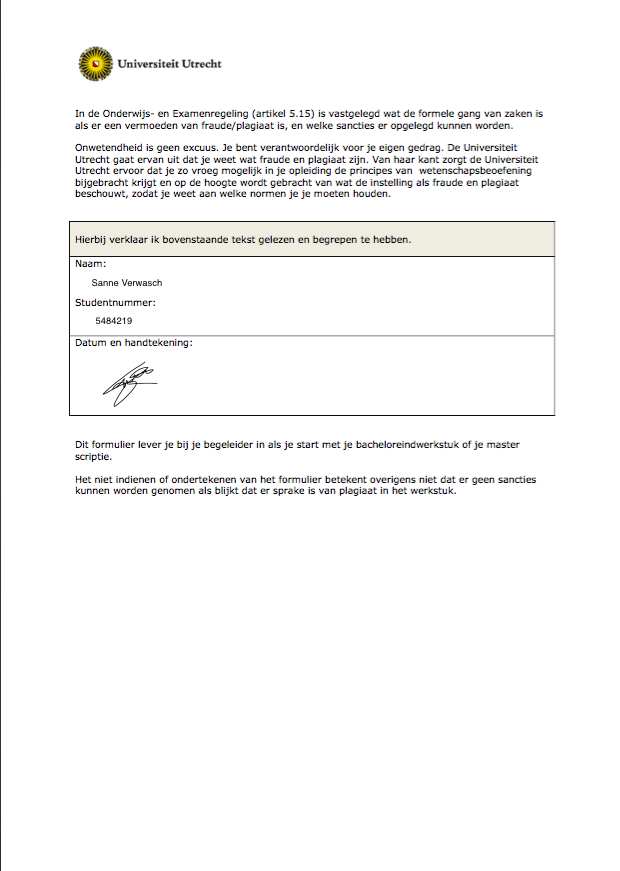 Universiteit Utrecht
In de Onderwijs- en Examenregeling (artikel 5.15) is vastgelegd wat de formele gang van zaken is
als er een vermoeden van fraude/plagiaat is, en welke sancties er opgelegd kunnen worden.
Onwetendheid is geen excuus. Je bent verantwoordelijk voor je eigen gedrag. De Universiteit
Utrecht gaat ervan uit dat je weet wat fraude en plagiaat zijn. Van haar kant zorgt de Universiteit
Utrecht ervoor dat je zo vroeg mogelijk in je opleiding de principes van wetenschapsbeoefening
bijgebracht krijgt en op de hoogte wordt gebracht van wat de instelling als fraude en plagiaat
beschouwt, zodat je weet aan welke normen je je moeten houden.
Hierbij verklaar ik bovenstaande tekst gelezen en begrepen te hebben.
Naam:
Sanne Verwasch
Studentnummer:
5484219
Datum en handtekening:
Dit formulier lever je bij je begeleider in als je start met je bacheloreindwerkstuk of je master
scriptie.
Het niet indienen of ondertekenen van het formulier betekent overigens niet dat er geen sancties
kunnen worden genomen als blijkt dat er sprake is van plagiaat in het werkstuk.